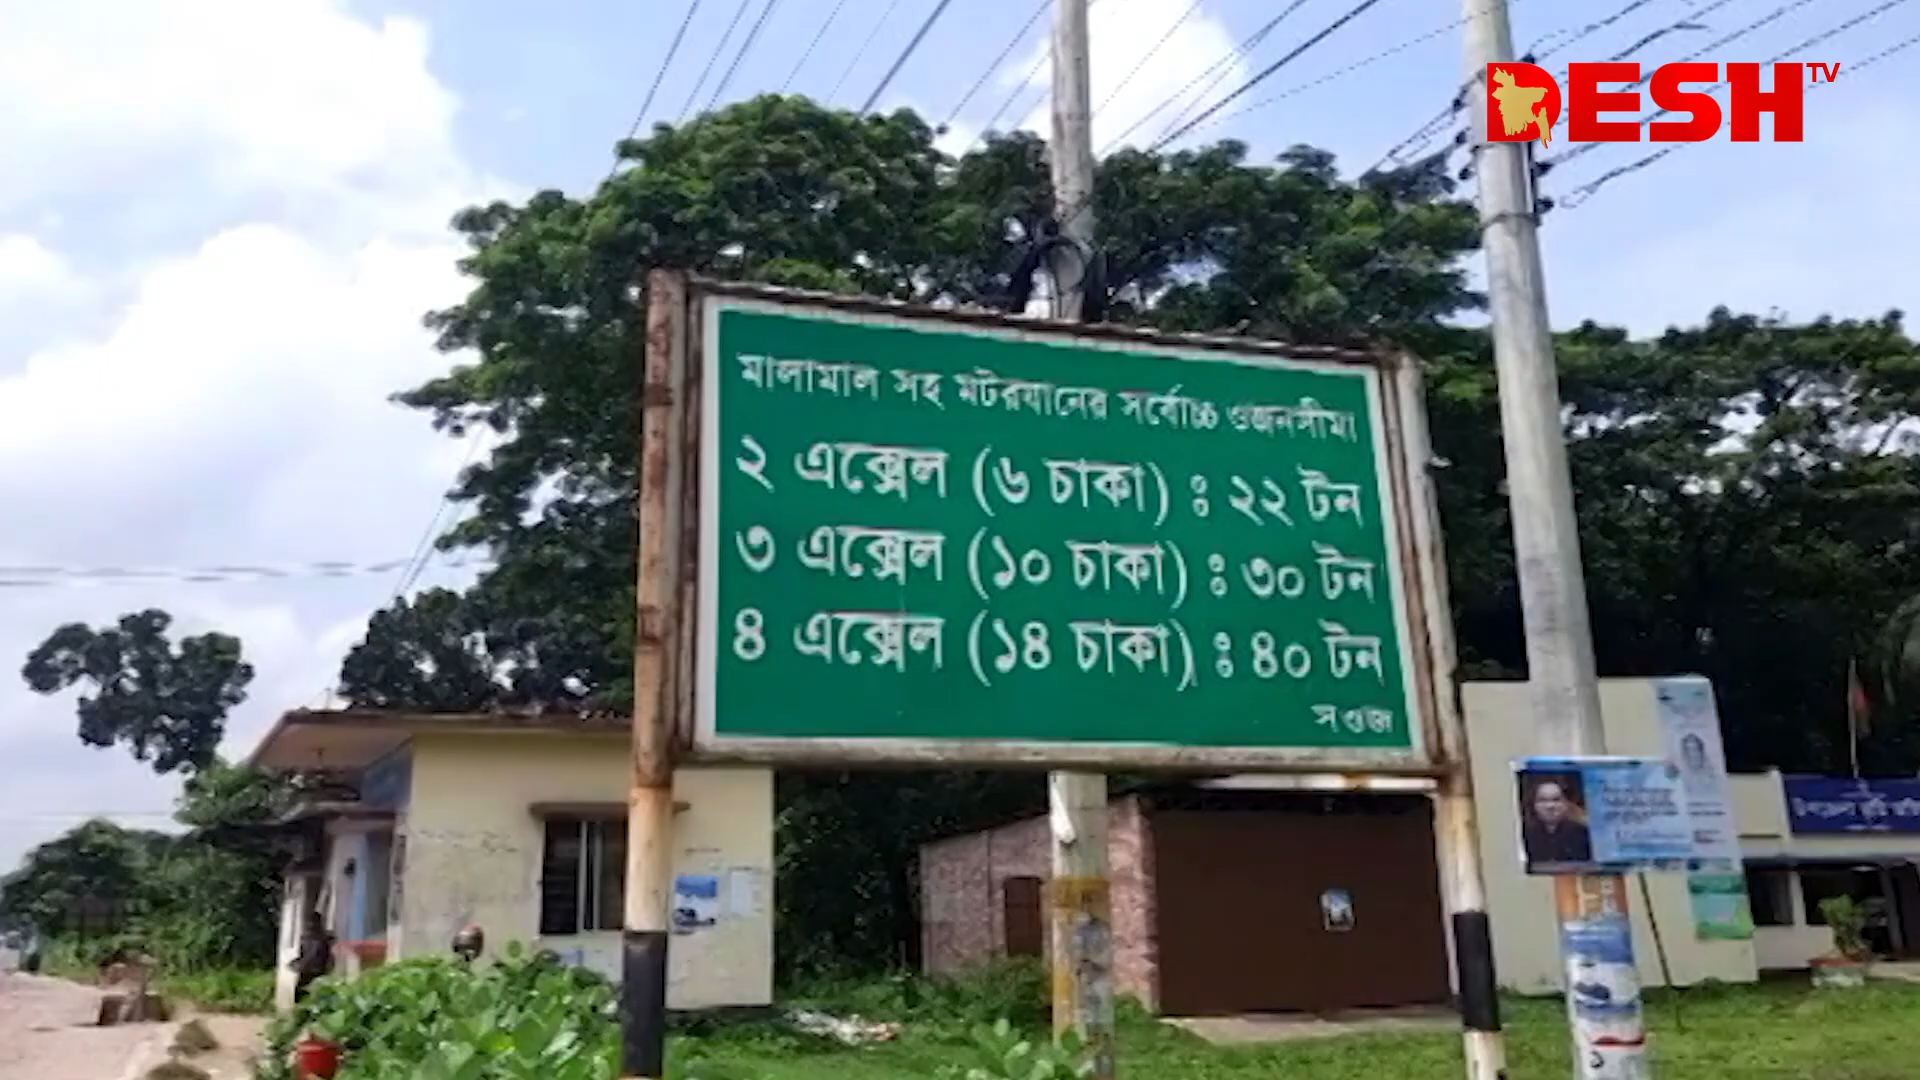 DESH TV
মালামাল সহ মটরযানের সর্বোচ্চ ওজনসীমা
২ এক্সেল (৬ চাকা) : ২২ টন
৩ এক্সেল (১০ চাকা) : ৩০ টন
৪ এক্সেল (১৪ চাকা) : ৪০ টন
সওজ